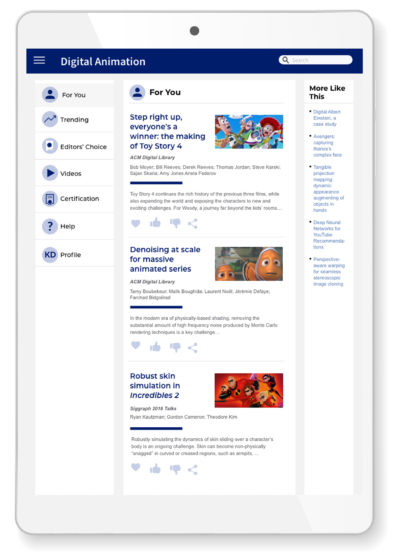 Digital Animation
Search
For You
Trending
Editors' Choice
Videos
Certification
? Help
KD Profile
For You
Step right up,
everyone's a
winner: the making
of Toy Story 4
ACM Digital Library
Bob Moyer; Bill Reeves; Derek Reeves; Thomas Jordan; Steve Karski;
Sajan Skaria; Amy Jones Ariela Federov
Toy Story 4 continues the rich history of the previous three films, while
also expanding the world and exposing the characters to new and
exciting challenges. For Woody, a journey far beyond the kids' rooms...
Denoising at scale
for massive
animated series
ACM Digital Library
Tamy Boubekeur; Malik Boughida; Laurent Noël; Jérémie Defaye;
Farchad Bidgolirad
In the modern era of physically-based shading, removing the
substantial amount of high frequency noise produced by Monte Carlo
rendering techniques is a key challenge...
Robust skin
simulation in
Incredibles 2
Siggraph 2018 Talks
Ryan Kautzman; Gordon Cameron; Theodore Kim
Robustly simulating the dynamics of skin sliding over a character's
body is an ongoing challenge. Skin can become non-physically
"snagged" in curved or creased regions, such as armpits, ...
More Like
This
• Digital Albert
Einstein, a
case study
• Avengers:
capturing
thanos's
complex face
• Tangible
projection
mapping:
dynamic
appearance
augmenting of
objects in
hands
• Deep Neural
Networks for
YouTube
Recommenda-
tions
• Perspective-
aware warping
for seamless
stereoscopic
image cloning